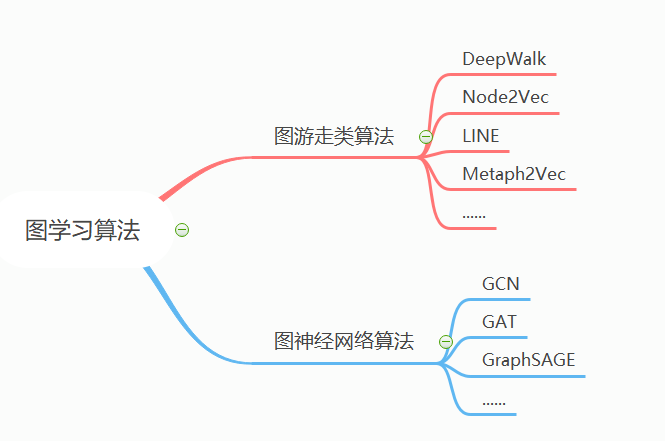 图学习算法
图游走类算法
DeepWalk
Node2Vec
LINE
Metaph2Vec
......
图神经网络算法
GCN
GAT
GraphSAGE
......